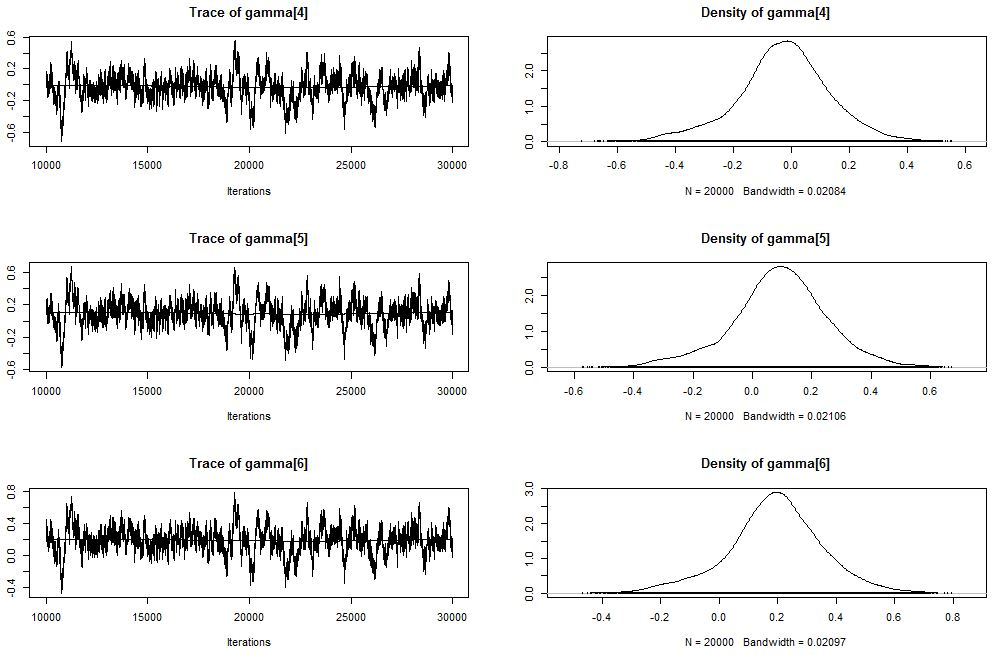 Trace of gamma[4]
0.6
0.2
-0.2
-0.6
10000 15000 20000 25000 30000
Iterations
Density of gamma[4]
2.0
1.0
0.0
-0.8 -0.6 -0.4 -0.2 0.0 0.2 0.4 0.6
N = 20000 Bandwidth = 0.02084
Trace of gamma[5]
0.6
0.2
-0.2
-0.6
10000 15000 20000 25000 30000
Iterations
Density of gamma[5]
2.0
1.0
0.0
-0.6 -0.4 -0.2 0.0 0.2 0.4 0.6
N = 20000 Bandwidth = 0.02106
Trace of gamma[6]
0.8
0.4
0.0
-0.4
10000 15000 20000 25000 30000
Iterations
Density of gamma[6]
3.0
2.0
1.0
0.0
-0.4 -0.2 0.0 0.2 0.4 0.6 0.8
N = 20000 Bandwidth = 0.02097